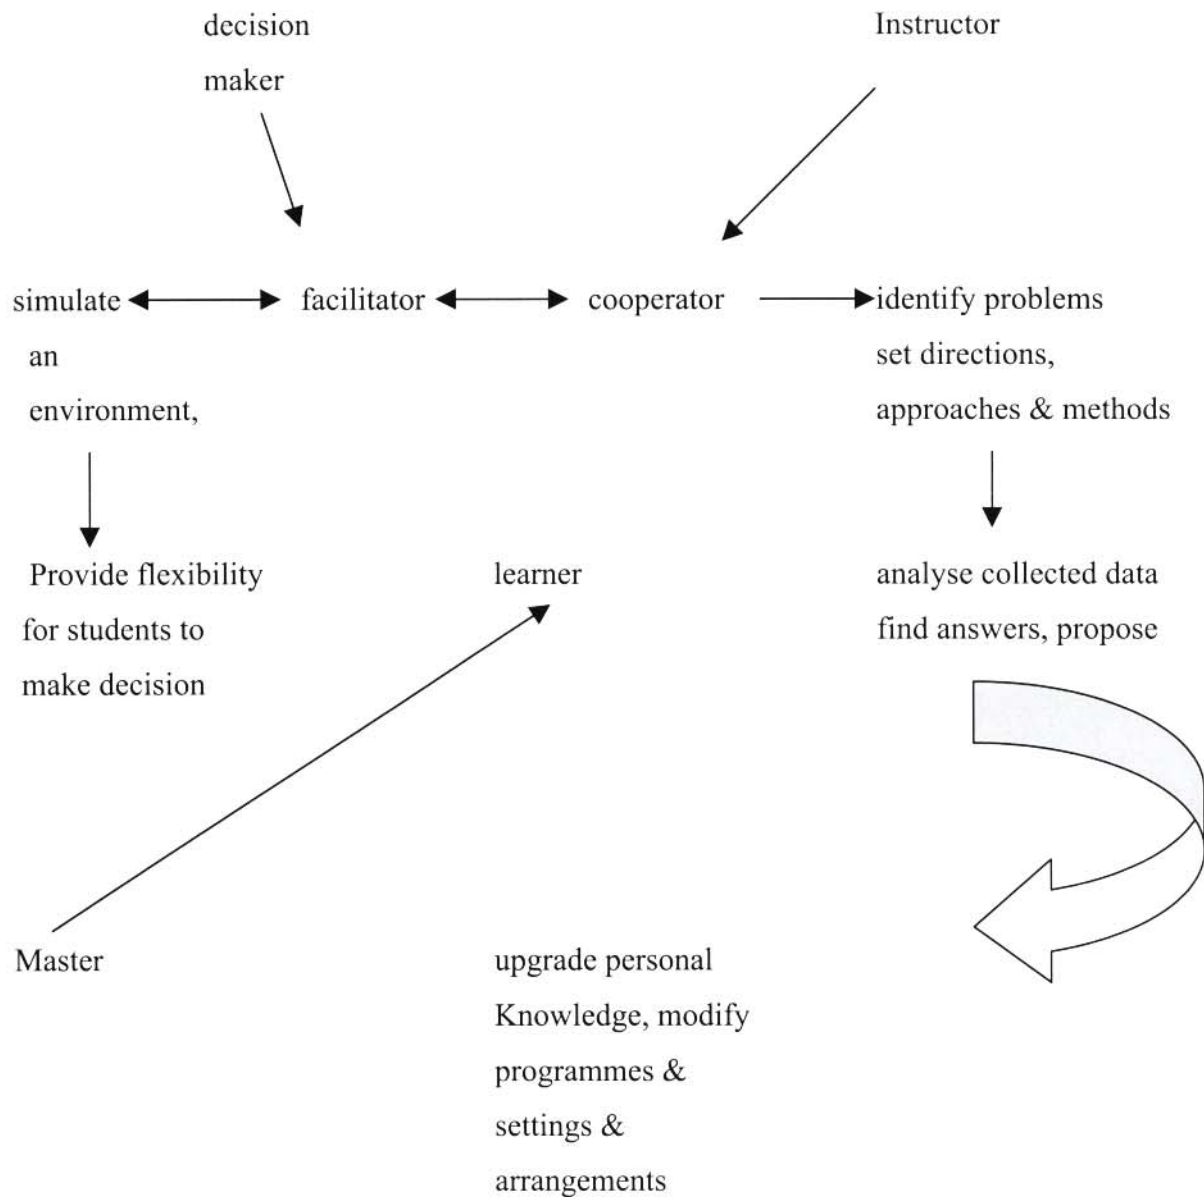 decision
maker
Instructor
simulate
an
environment,
facilitator
cooperator
identify problems
set directions,
approaches & methods
Provide flexibility
for students to
make decision
learner
analyse collected data
find answers, propose
Master
upgrade personal
Knowledge, modify
programmes &
settings &
arrangements